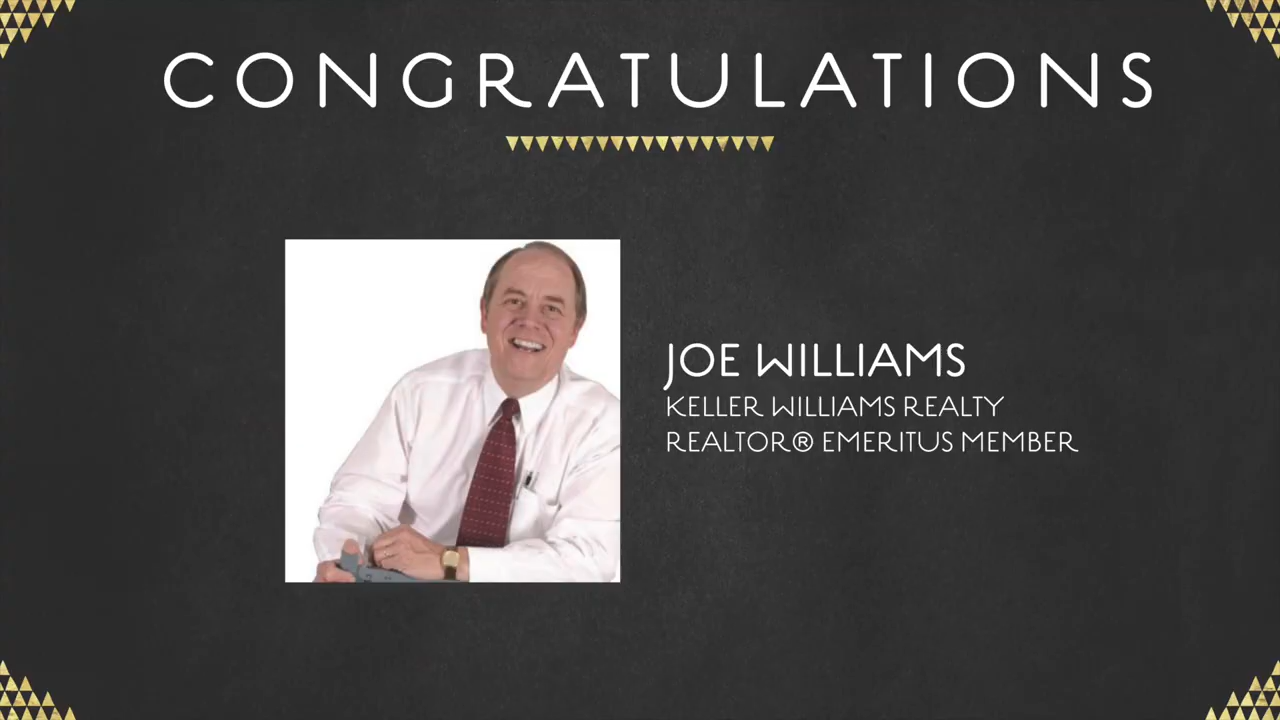 CONGRATULATIONS
JOE WILLIAMS
KELLER WILLIAMS REALTY
REALTOR® EMERITUS MEMBER